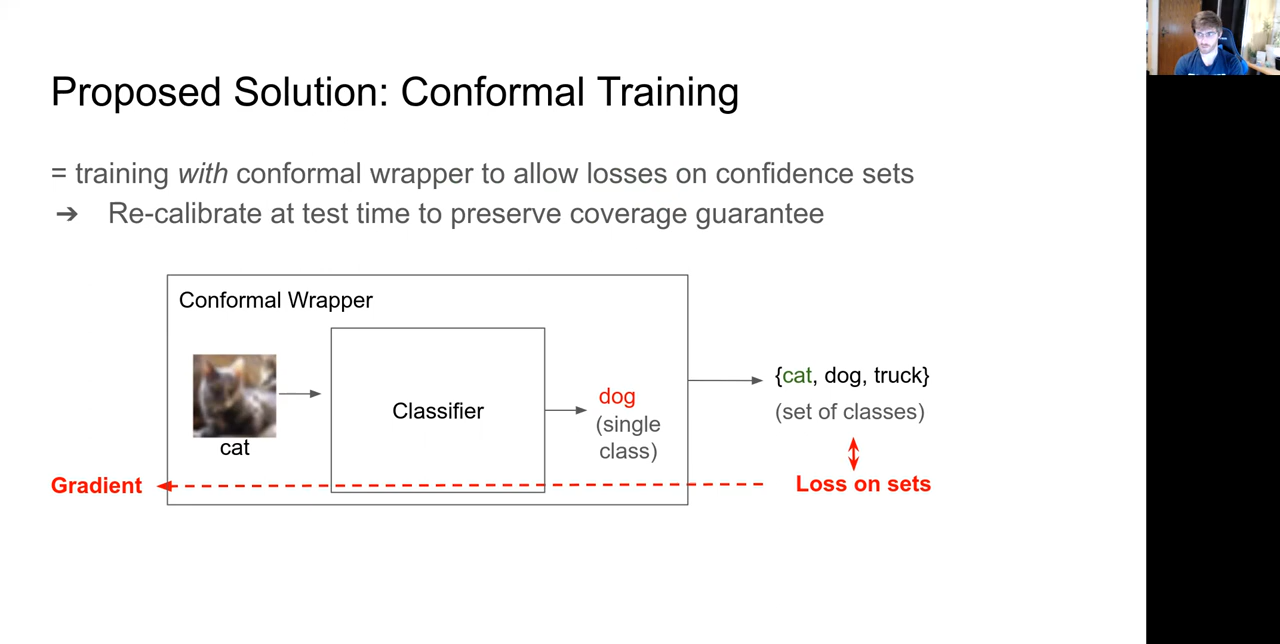 Proposed Solution: Conformal Training
= training with conformal wrapper to allow losses on confidence sets
➔ Re-calibrate at test time to preserve coverage guarantee
Conformal Wrapper
cat
Classifier
dog
(single
class)
{cat, dog, truck}
(set of classes)
Gradient
Loss on sets